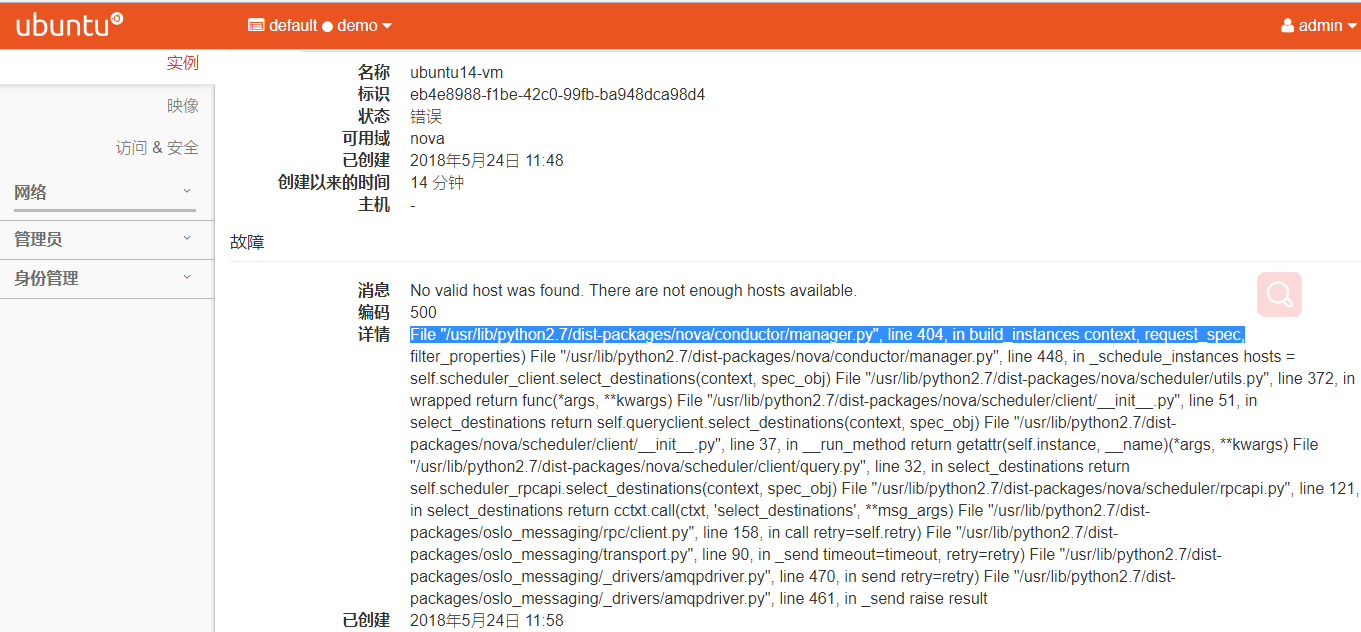 ubuntu
default ● demo
admin
实例
映像
访问 & 安全
网络
管理员
身份管理
名称 ubuntu14-vm
标识 eb4e8988-f1be-42c0-99fb-ba948dca98d4
状态 错误
可用域 nova
已创建 2018年5月24日 11:48
创建以来的时间 14 分钟
主机 -
故障
消息 No valid host was found. There are not enough hosts available.
编码 500
详情 File "/usr/lib/python2.7/dist-packages/nova/conductor/manager.py", line 404, in build_instances context, request_spec,
filter_properties) File "/usr/lib/python2.7/dist-packages/nova/conductor/manager.py", line 448, in _schedule_instances hosts =
self.scheduler_client.select_destinations(context, spec_obj) File "/usr/lib/python2.7/dist-packages/nova/scheduler/utils.py", line 372, in
wrapped return func(*args, **kwargs) File "/usr/lib/python2.7/dist-packages/nova/scheduler/client/__init__.py", line 51, in
select_destinations return self.queryclient.select_destinations(context, spec_obj) File "/usr/lib/python2.7/dist-
packages/nova/scheduler/client/__init__.py", line 37, in __run_method return getattr(self.instance, __name)(*args, **kwargs) File
"/usr/lib/python2.7/dist-packages/nova/scheduler/client/query.py", line 32, in select_destinations return
self.scheduler_rpcapi.select_destinations(context, spec_obj) File "/usr/lib/python2.7/dist-packages/nova/scheduler/rpcapi.py", line 121,
in select_destinations return cctxt.call(ctxt, 'select_destinations', **msg_args) File "/usr/lib/python2.7/dist-
packages/oslo_messaging/rpc/client.py", line 158, in call retry=self.retry) File "/usr/lib/python2.7/dist-
packages/oslo_messaging/transport.py", line 90, in _send timeout=timeout, retry=retry) File "/usr/lib/python2.7/dist-
packages/oslo_messaging/_drivers/amqpdriver.py", line 470, in send retry=retry) File "/usr/lib/python2.7/dist-
packages/oslo_messaging/_drivers/amqpdriver.py", line 461, in _send raise result
已创建 2018年5月24日 11:58